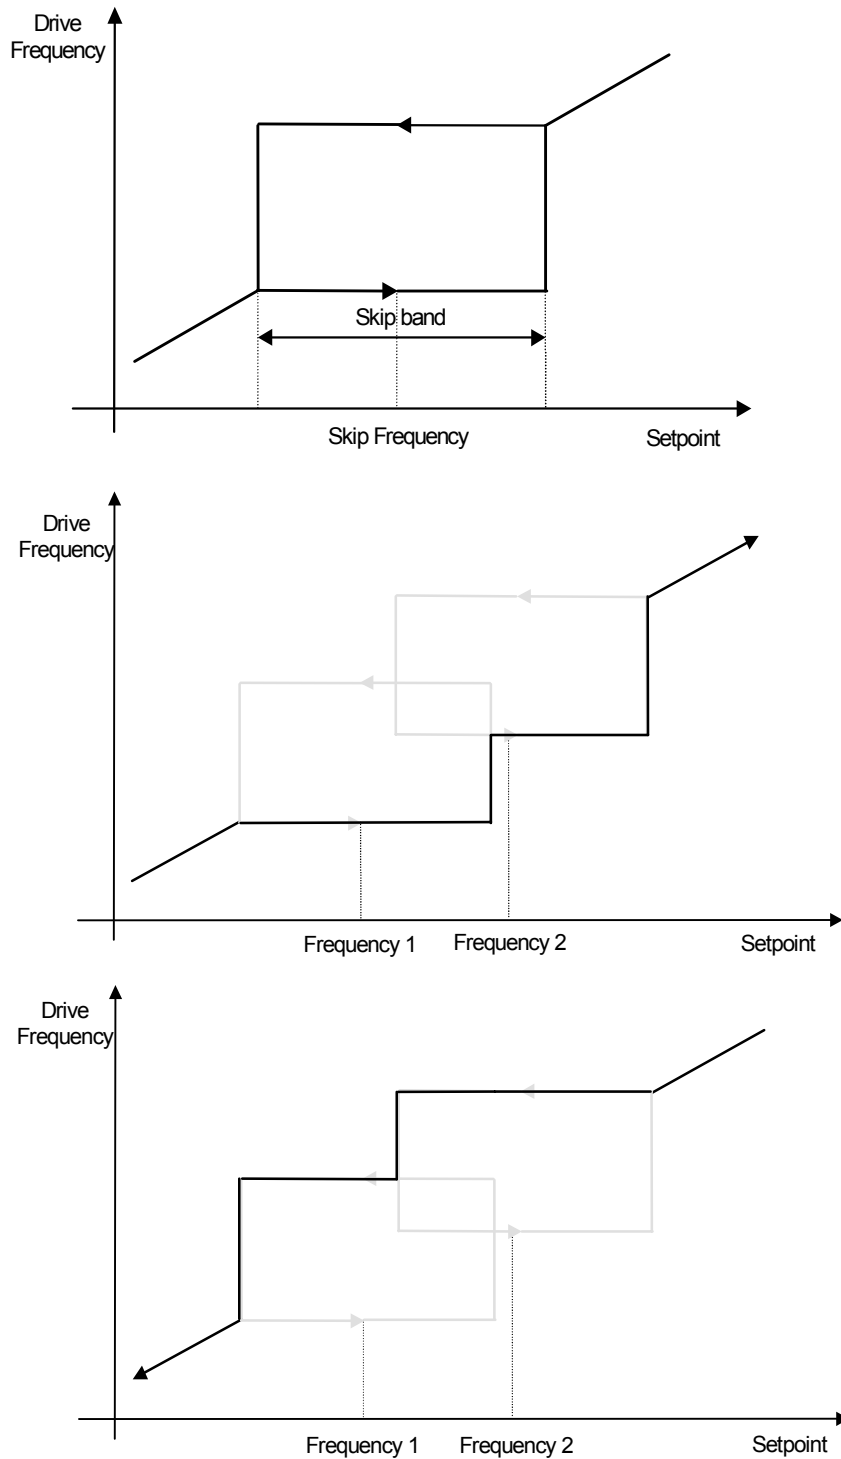 Drive
Frequency
Skip band
Skip Frequency
Setpoint
Drive
Frequency
Frequency 1
Frequency 2
Setpoint
Drive
Frequency
Frequency 1
Frequency 2
Setpoint